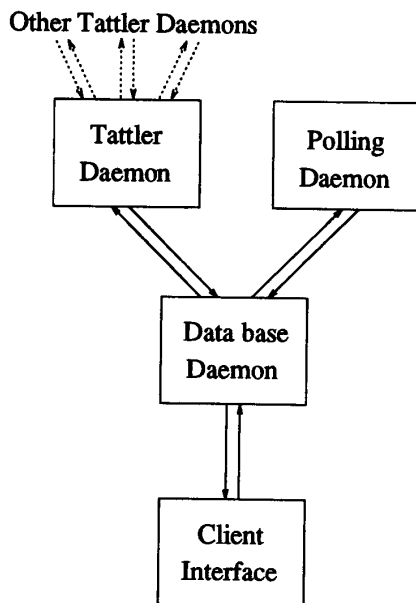 Other Tattler Daemons
Tattler
Daemon
Polling
Daemon
Data base
Daemon
Client
Interface